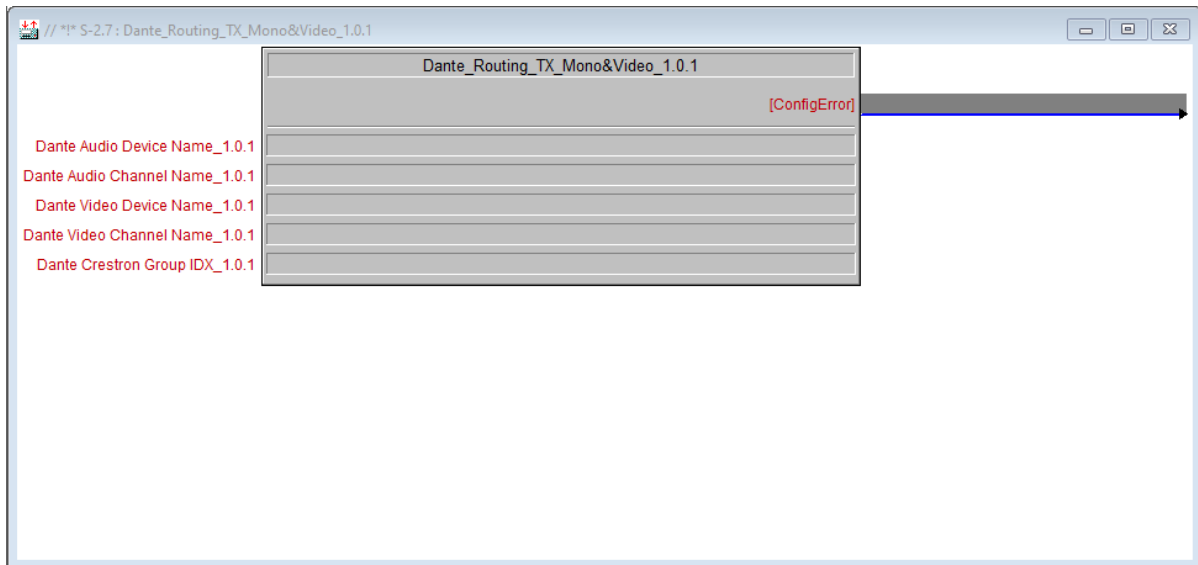 // *!* S-2.7 : Dante_Routing_TX_Mono&Video_1.0.1
Dante_Routing_TX_Mono&Video_1.0.1
[ConfigError]
Dante Audio Device Name_1.0.1
Dante Audio Channel Name_1.0.1
Dante Video Device Name_1.0.1
Dante Video Channel Name_1.0.1
Dante Crestron Group IDX_1.0.1